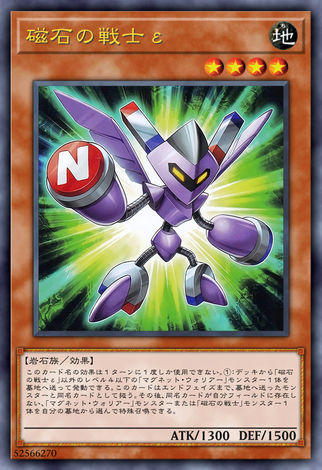 磁石の戦士ε
地
N
【岩石族／効果】
このカード名の効果は１ターンに１度しか使用できない。①：デッキから「磁石
の戦士ε」以外のレベル４以下の「マグネット・ウォリアー」モンスター１体を
墓地へ送って発動できる。このカードはエンドフェイズまで、墓地へ送ったモン
スターと同名カードとして扱う。その後、同名カードが自分フィールドに存在し
ない、「マグネット・ウォリアー」モンスターまたは「磁石の戦士」モンスター１
体を自分の墓地から選んで特殊召喚できる。
ATK/1300 DEF/1500
52566270